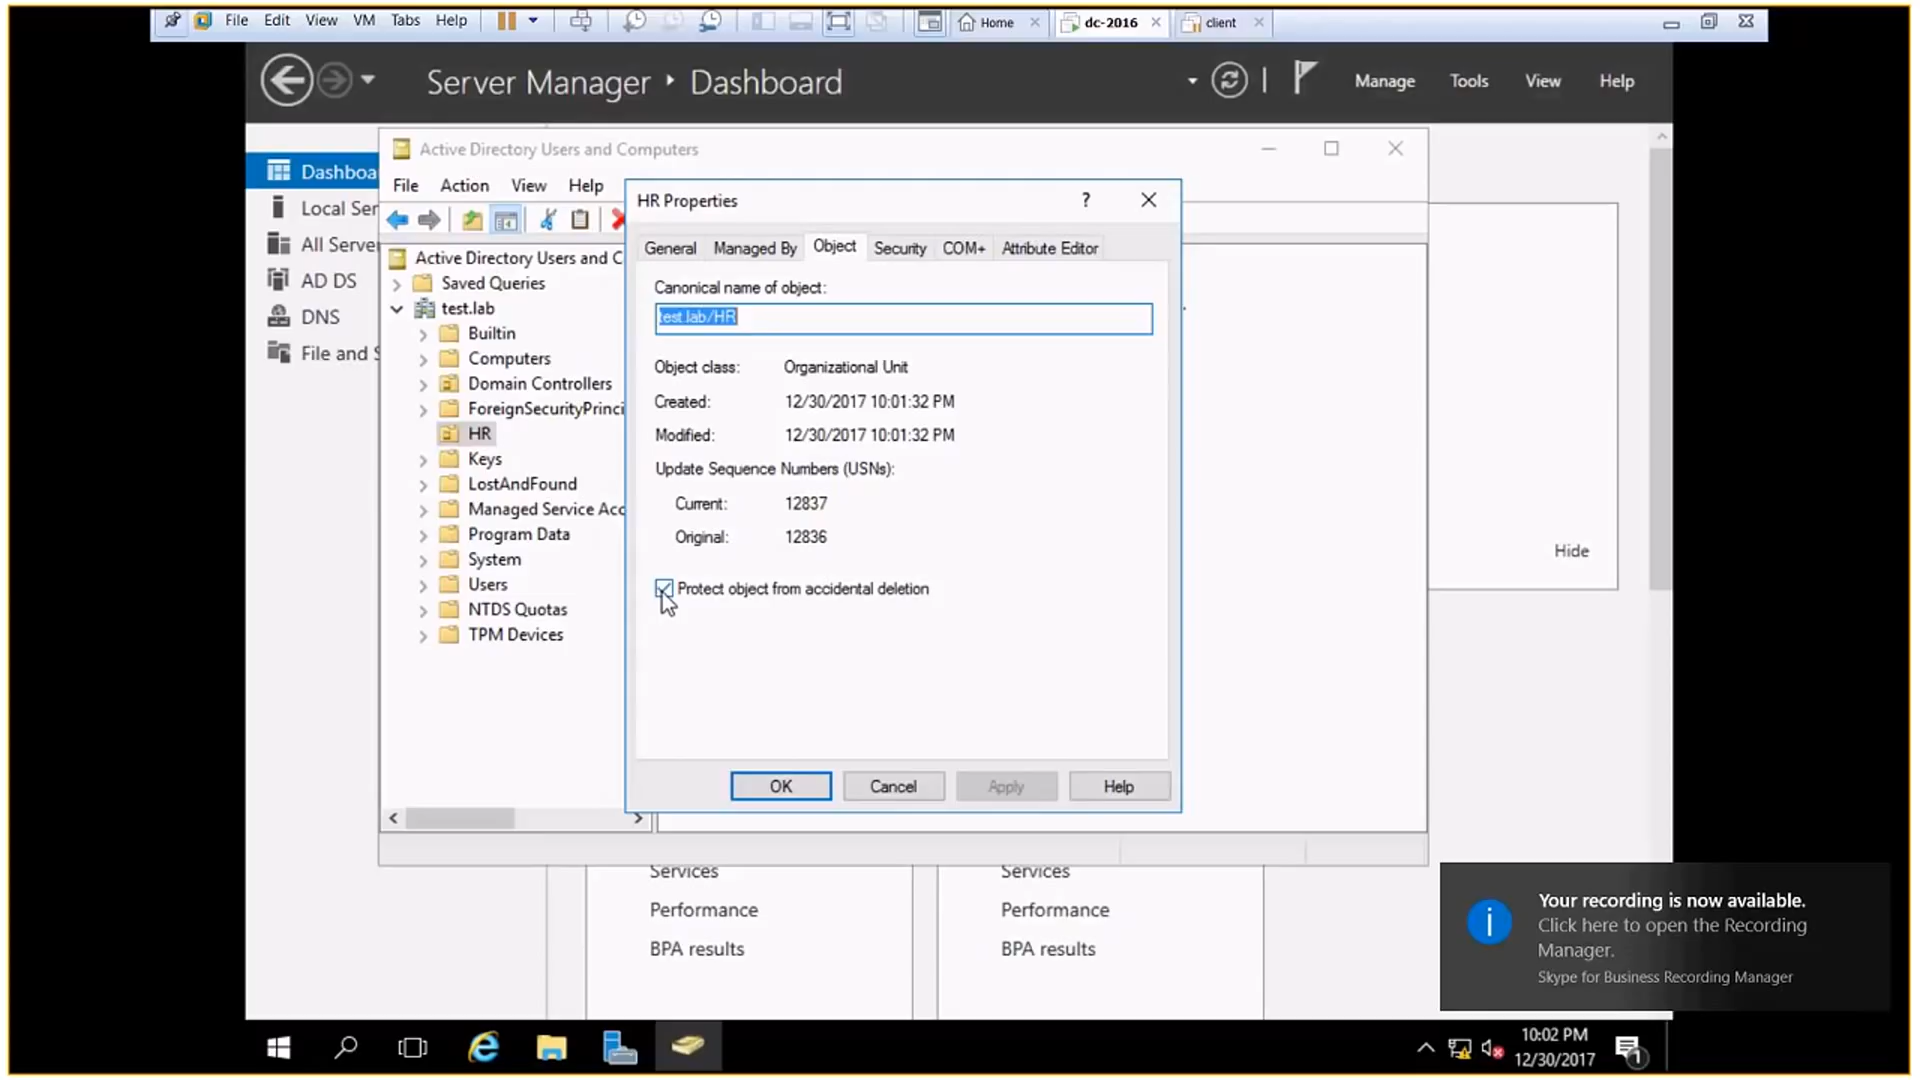 File Edit View VM Tabs Help
Home
dc-2016
client
Server Manager ‣ Dashboard
Manage Tools View Help
Dashboa
Local Ser
All Server
AD DS
DNS
File and S
Active Directory Users and Computers
File Action View Help
Active Directory Users and C
Saved Queries
test.lab
Builtin
Computers
Domain Controllers
ForeignSecurityPrinci
HR
Keys
LostAndFound
Managed Service Acc
Program Data
System
Users
NTDS Quotas
TPM Devices
HR Properties
?
General Managed By Object Security COM+ Attribute Editor
Canonical name of object:
test.lab/HR
Object class: Organizational Unit
Created: 12/30/2017 10:01:32 PM
Modified: 12/30/2017 10:01:32 PM
Update Sequence Numbers (USNs):
Current: 12837
Original: 12836
Protect object from accidental deletion
OK Cancel Apply Help
Hide
Services
Performance
BPA results
Services
Performance
BPA results
Your recording is now available.
Click here to open the Recording
Manager.
Skype for Business Recording Manager
10:02 PM
12/30/2017
1